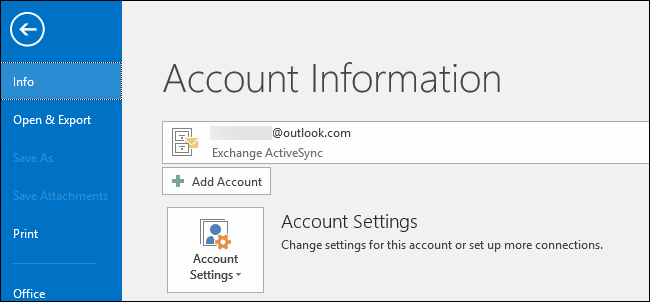 Account Information
Info
Open & Export
Save As
Save Attachments
Print
Office
@outlook.com
Exchange ActiveSync
Add Account
Account
Settings
Account Settings
Change settings for this account or set up more connections.